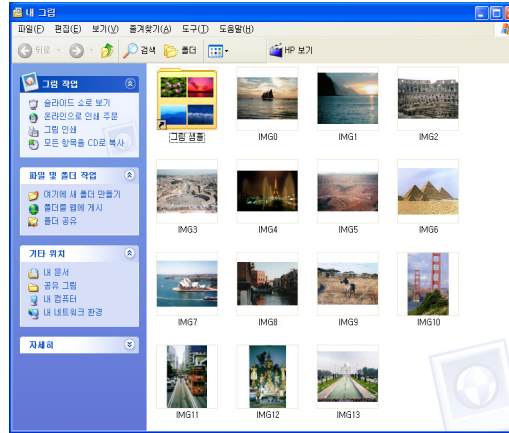 내 그림
파일(F) 편집(E) 보기(V) 즐겨찾기(A) 도구(T) 도움말(H)
뒤로 검색 폴더 HP 보기
그림 작업
슬라이드 쇼로 보기
온라인으로 인쇄 주문
그림 인쇄
모든 항목을 CD로 복사
파일 및 폴더 작업
여기에 새 폴더 만들기
폴더를 웹에 게시
폴더 공유
기타 위치
내 문서
공유 그림
내 컴퓨터
내 네트워크 환경
자세히
그림 샘플 IMG0 IMG1 IMG2
IMG3 IMG4 IMG5 IMG6
IMG7 IMG8 IMG9 IMG10
IMG11 IMG12 IMG13